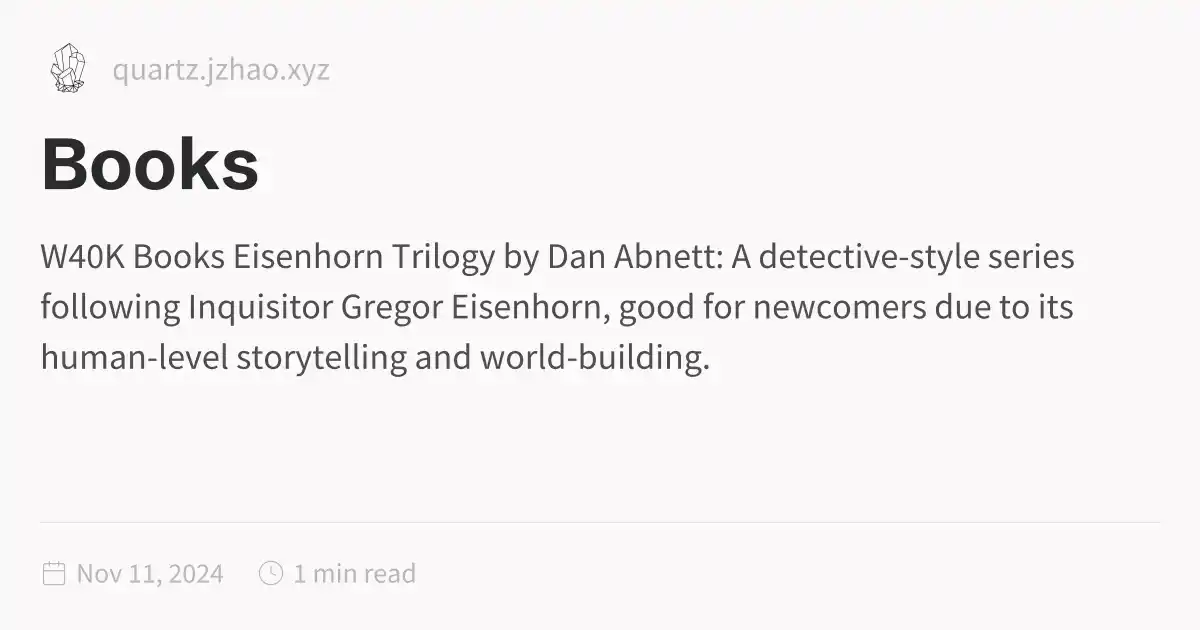 quartz.jzhao.xyz
Books
W40K Books Eisenhorn Trilogy by Dan Abnett: A detective-style series
following Inquisitor Gregor Eisenhorn, good for newcomers due to its
human-level storytelling and world-building.
Nov 11, 2024 1 min read